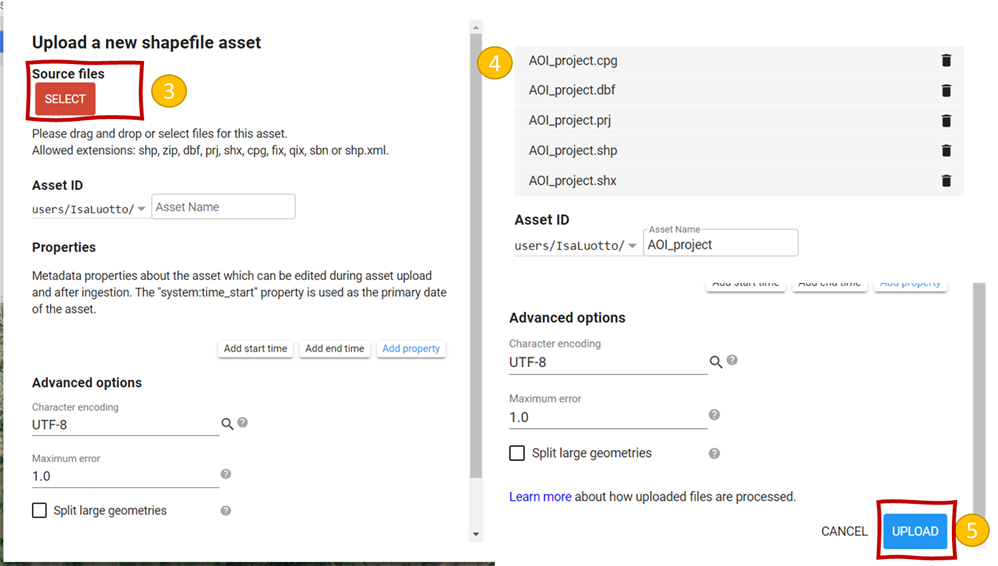 Upload a new shapefile asset
Source files
SELECT
3
Please drag and drop or select files for this asset.
Allowed extensions: shp, zip, dbf, prj, shx, cpg, fix, qix, sbn or shp.xml.
Asset ID
users/IsaLuotto/
Asset Name
Properties
Metadata properties about the asset which can be edited during asset upload
and after ingestion. The "system:time_start" property is used as the primary date
of the asset.
Add start time
Add end time
Add property
Advanced options
Character encoding
UTF-8
Maximum error
1.0
Split large geometries
4
AOI_project.cpg
AOI_project.dbf
AOI_project.prj
AOI_project.shp
AOI_project.shx
Asset ID
users/IsaLuotto/
Asset Name
AOI_project
Add start time
Add end time
Add property
Advanced options
Character encoding
UTF-8
Maximum error
1.0
Split large geometries
Learn more about how uploaded files are processed.
CANCEL
UPLOAD
5